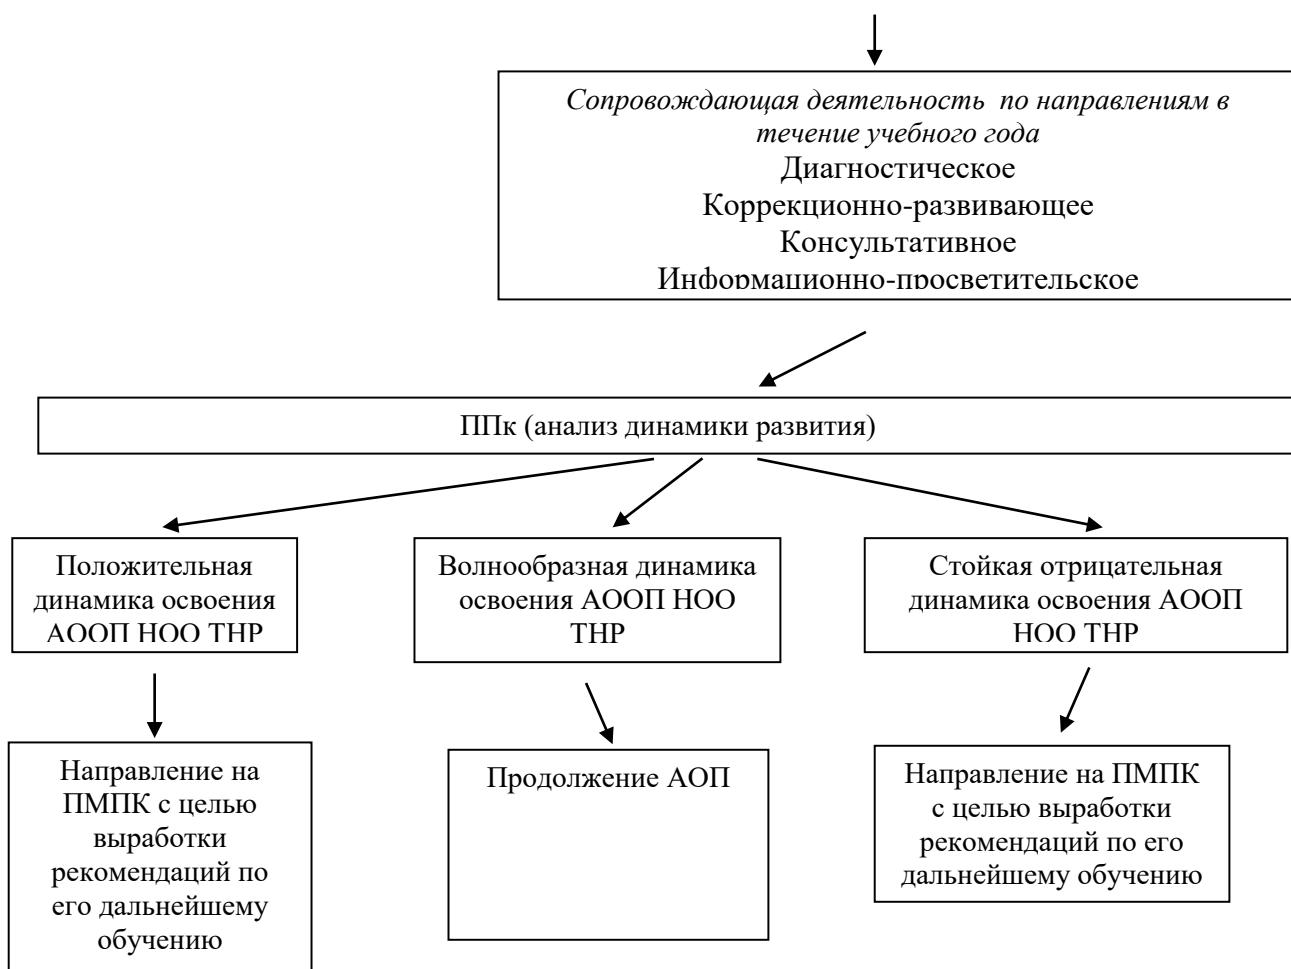 Сопровождающая деятельность по направлениям в
течение учебного года
Диагностическое
Коррекционно-развивающее
Консультативное
Информационно-просветительское
ППк (анализ динамики развития)
Положительная
динамика освоения
АООП НОО ТНР
Волнообразная динамика
освоения АООП НОО
ТНР
Стойкая отрицательная
динамика освоения АООП
НОО ТНР
Направление на
ПМПК с целью
выработки
рекомендаций по
его дальнейшему
обучению
Продолжение АОП
Направление на ПМПК
с целью выработки
рекомендаций по его
дальнейшему обучению